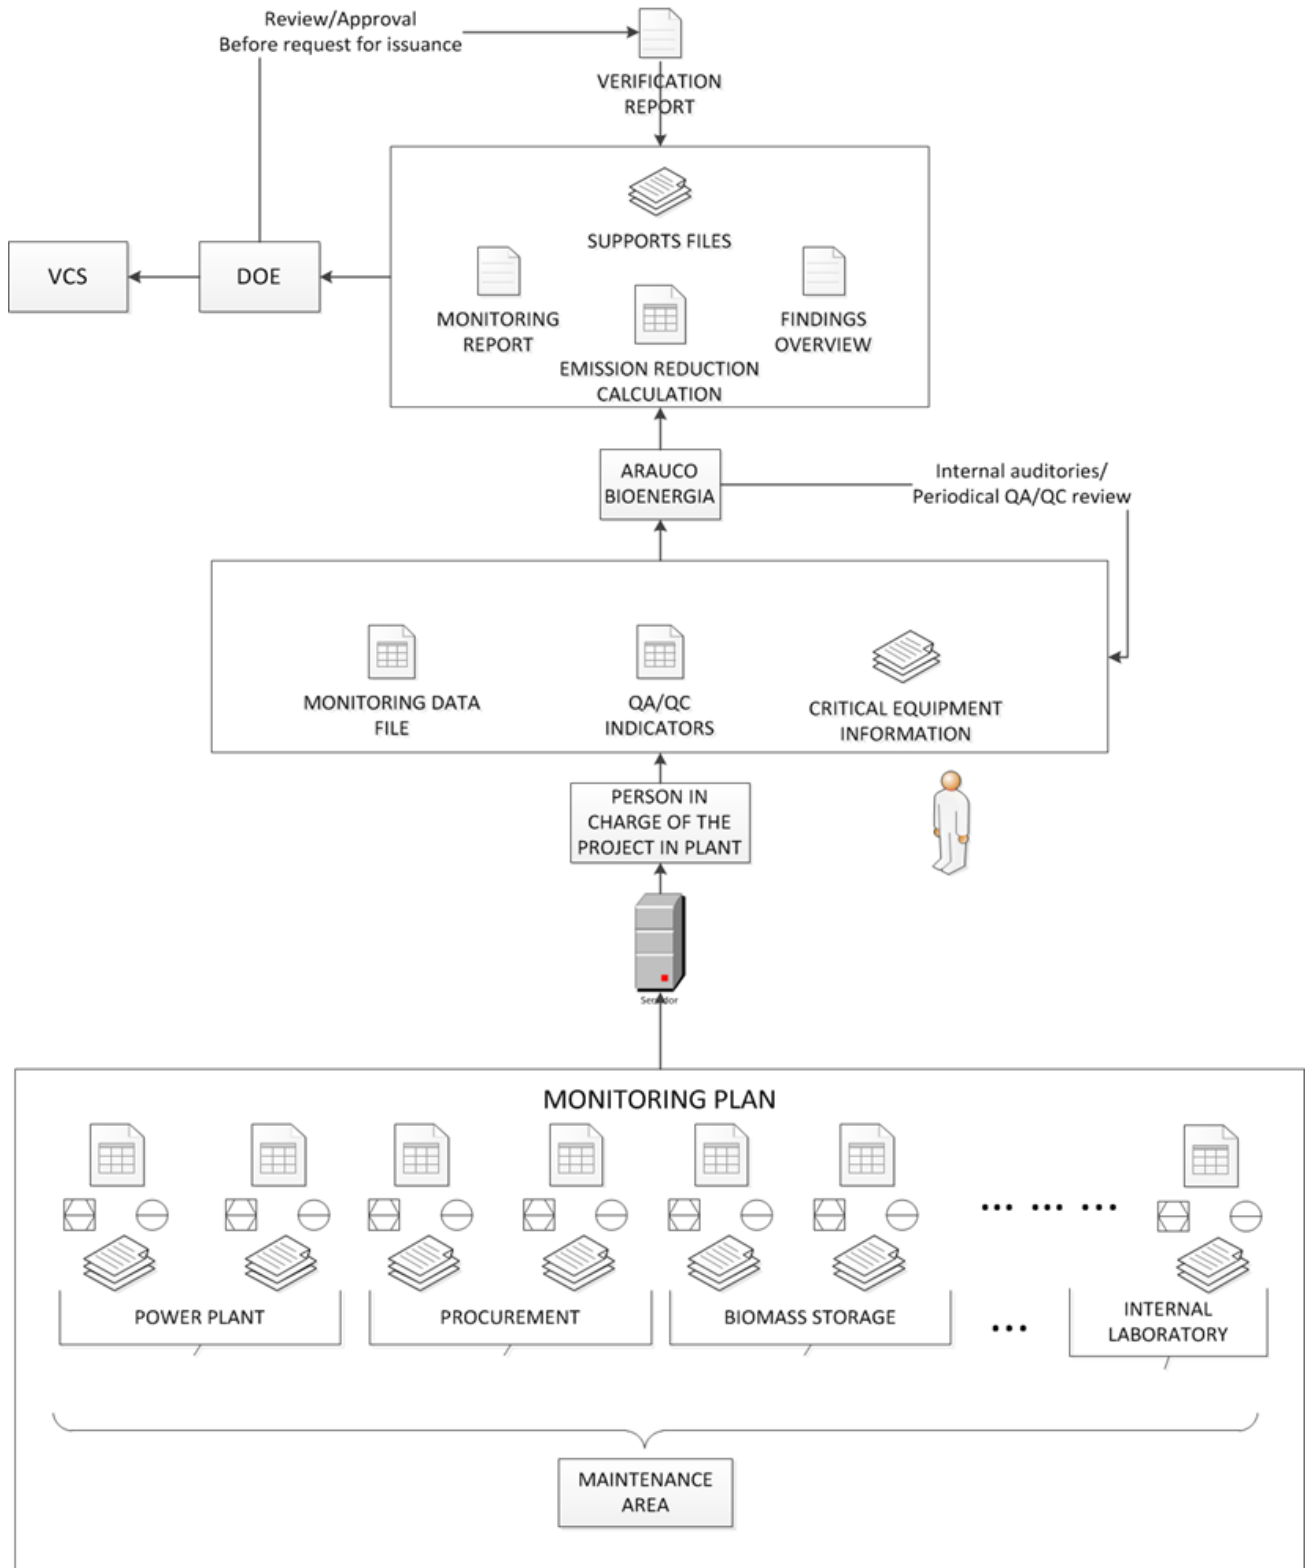 Review/Approval
Before request for issuance
VERIFICATION
REPORT
SUPPORTS FILES
VCS
DOE
MONITORING
REPORT
FINDINGS
OVERVIEW
EMISSION REDUCTION
CALCULATION
ARAUCO
BIOENERGIA
Internal auditories/
Periodical QA/QC review
MONITORING DATA
FILE
QA/QC
INDICATORS
CRITICAL EQUIPMENT
INFORMATION
PERSON IN
CHARGE OF THE
PROJECT IN PLANT
Servidor
MONITORING PLAN
... ... ...
POWER PLANT
PROCUREMENT
BIOMASS STORAGE
...
INTERNAL
LABORATORY
MAINTENANCE
AREA